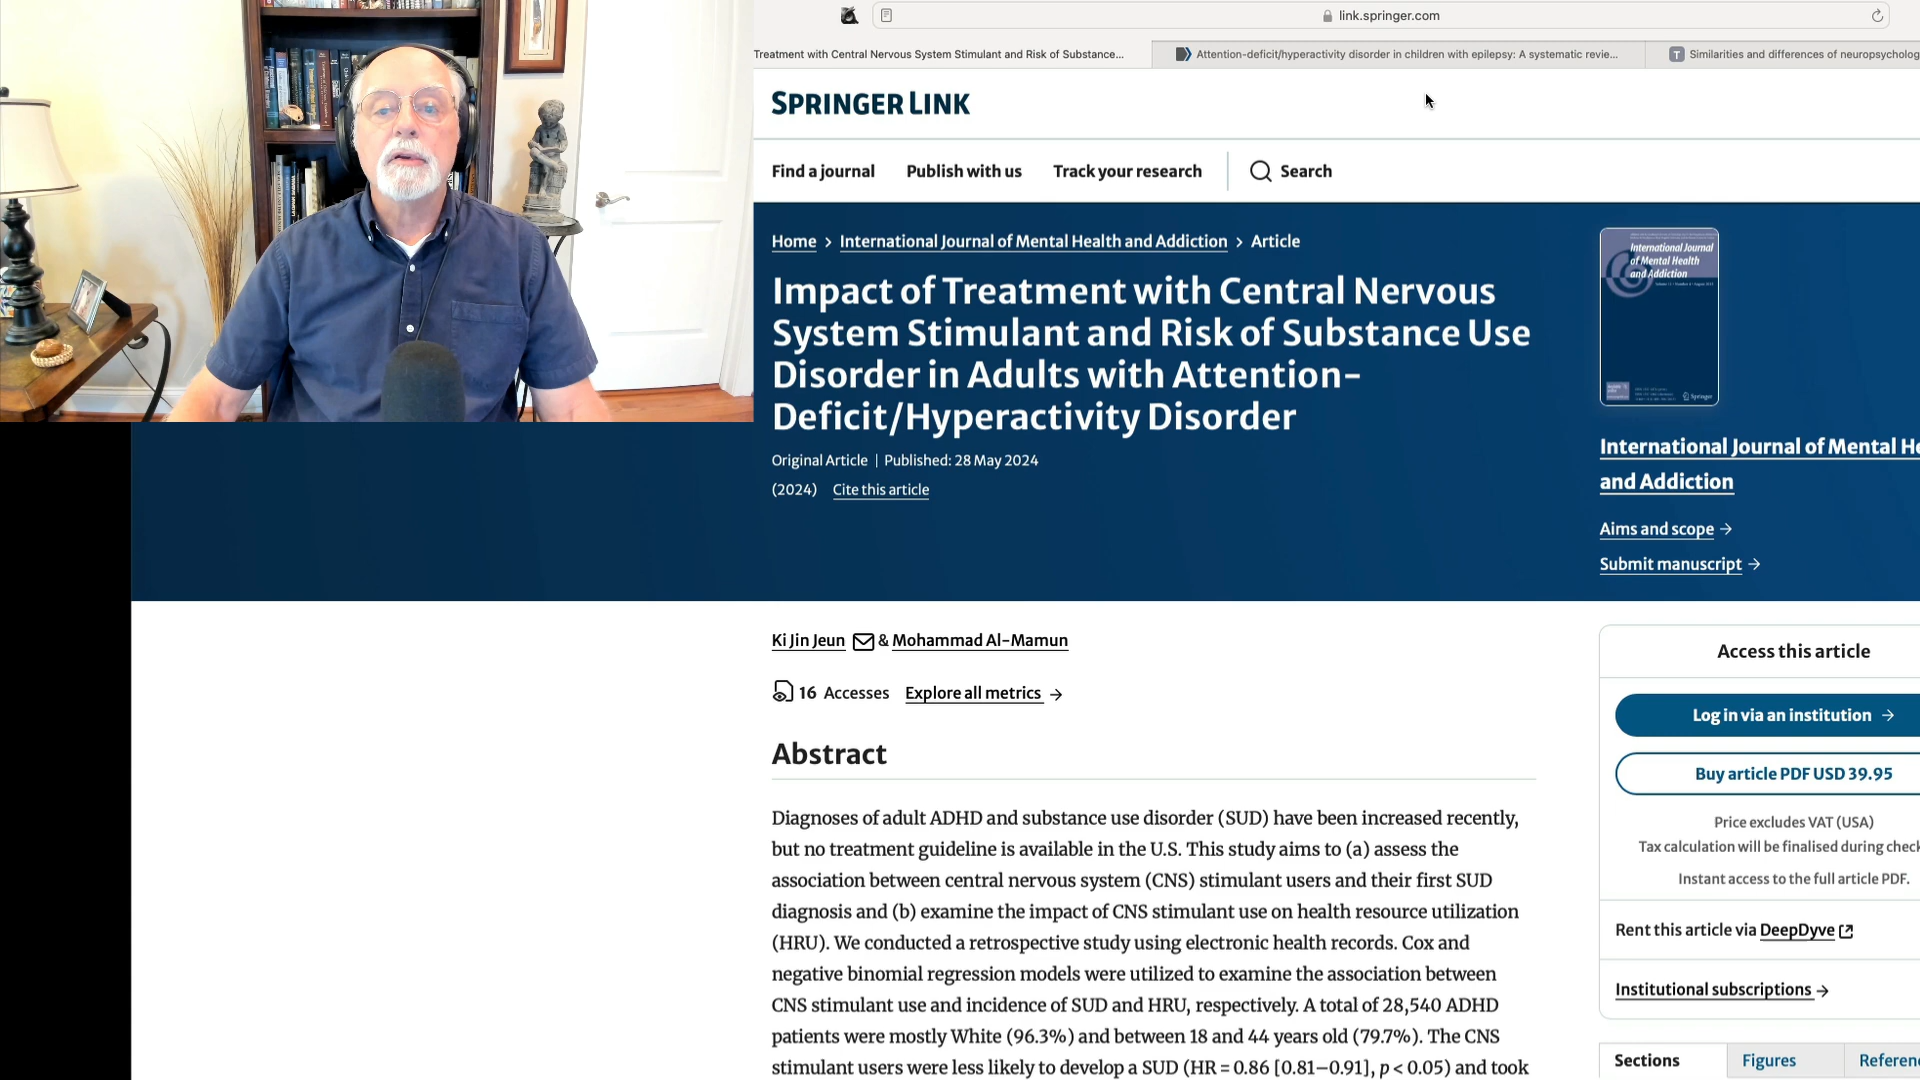 link.springer.com
Treatment with Central Nervous System Stimulant and Risk of Substance...
Attention-deficit/hyperactivity disorder in children with epilepsy: A systematic revie...
T
Similarities and differences of neuropsycholog
SPRINGER LINK
Find a journal
Publish with us
Track your research
Search
Home > International Journal of Mental Health and Addiction > Article
Impact of Treatment with Central Nervous
System Stimulant and Risk of Substance Use
Disorder in Adults with Attention-
Deficit/Hyperactivity Disorder
Original Article | Published: 28 May 2024
(2024) Cite this article
International Journal
of Mental Health
and Addiction
Springer
International Journal of Mental He
and Addiction
Aims and scope →
Submit manuscript →
Ki Jin Jeun & Mohammad Al-Mamun
16 Accesses Explore all metrics →
Abstract
Diagnoses of adult ADHD and substance use disorder (SUD) have been increased recently,
but no treatment guideline is available in the U.S. This study aims to (a) assess the
association between central nervous system (CNS) stimulant users and their first SUD
diagnosis and (b) examine the impact of CNS stimulant use on health resource utilization
(HRU). We conducted a retrospective study using electronic health records. Cox and
negative binomial regression models were utilized to examine the association between
CNS stimulant use and incidence of SUD and HRU, respectively. A total of 28,540 ADHD
patients were mostly White (96.3%) and between 18 and 44 years old (79.7%). The CNS
stimulant users were less likely to develop a SUD (HR = 0.86 [0.81–0.91], p < 0.05) and took
Access this article
Log in via an institution →
Buy article PDF USD 39.95
Price excludes VAT (USA)
Tax calculation will be finalised during check
Instant access to the full article PDF.
Rent this article via DeepDyve
Institutional subscriptions →
Sections
Figures
Referen